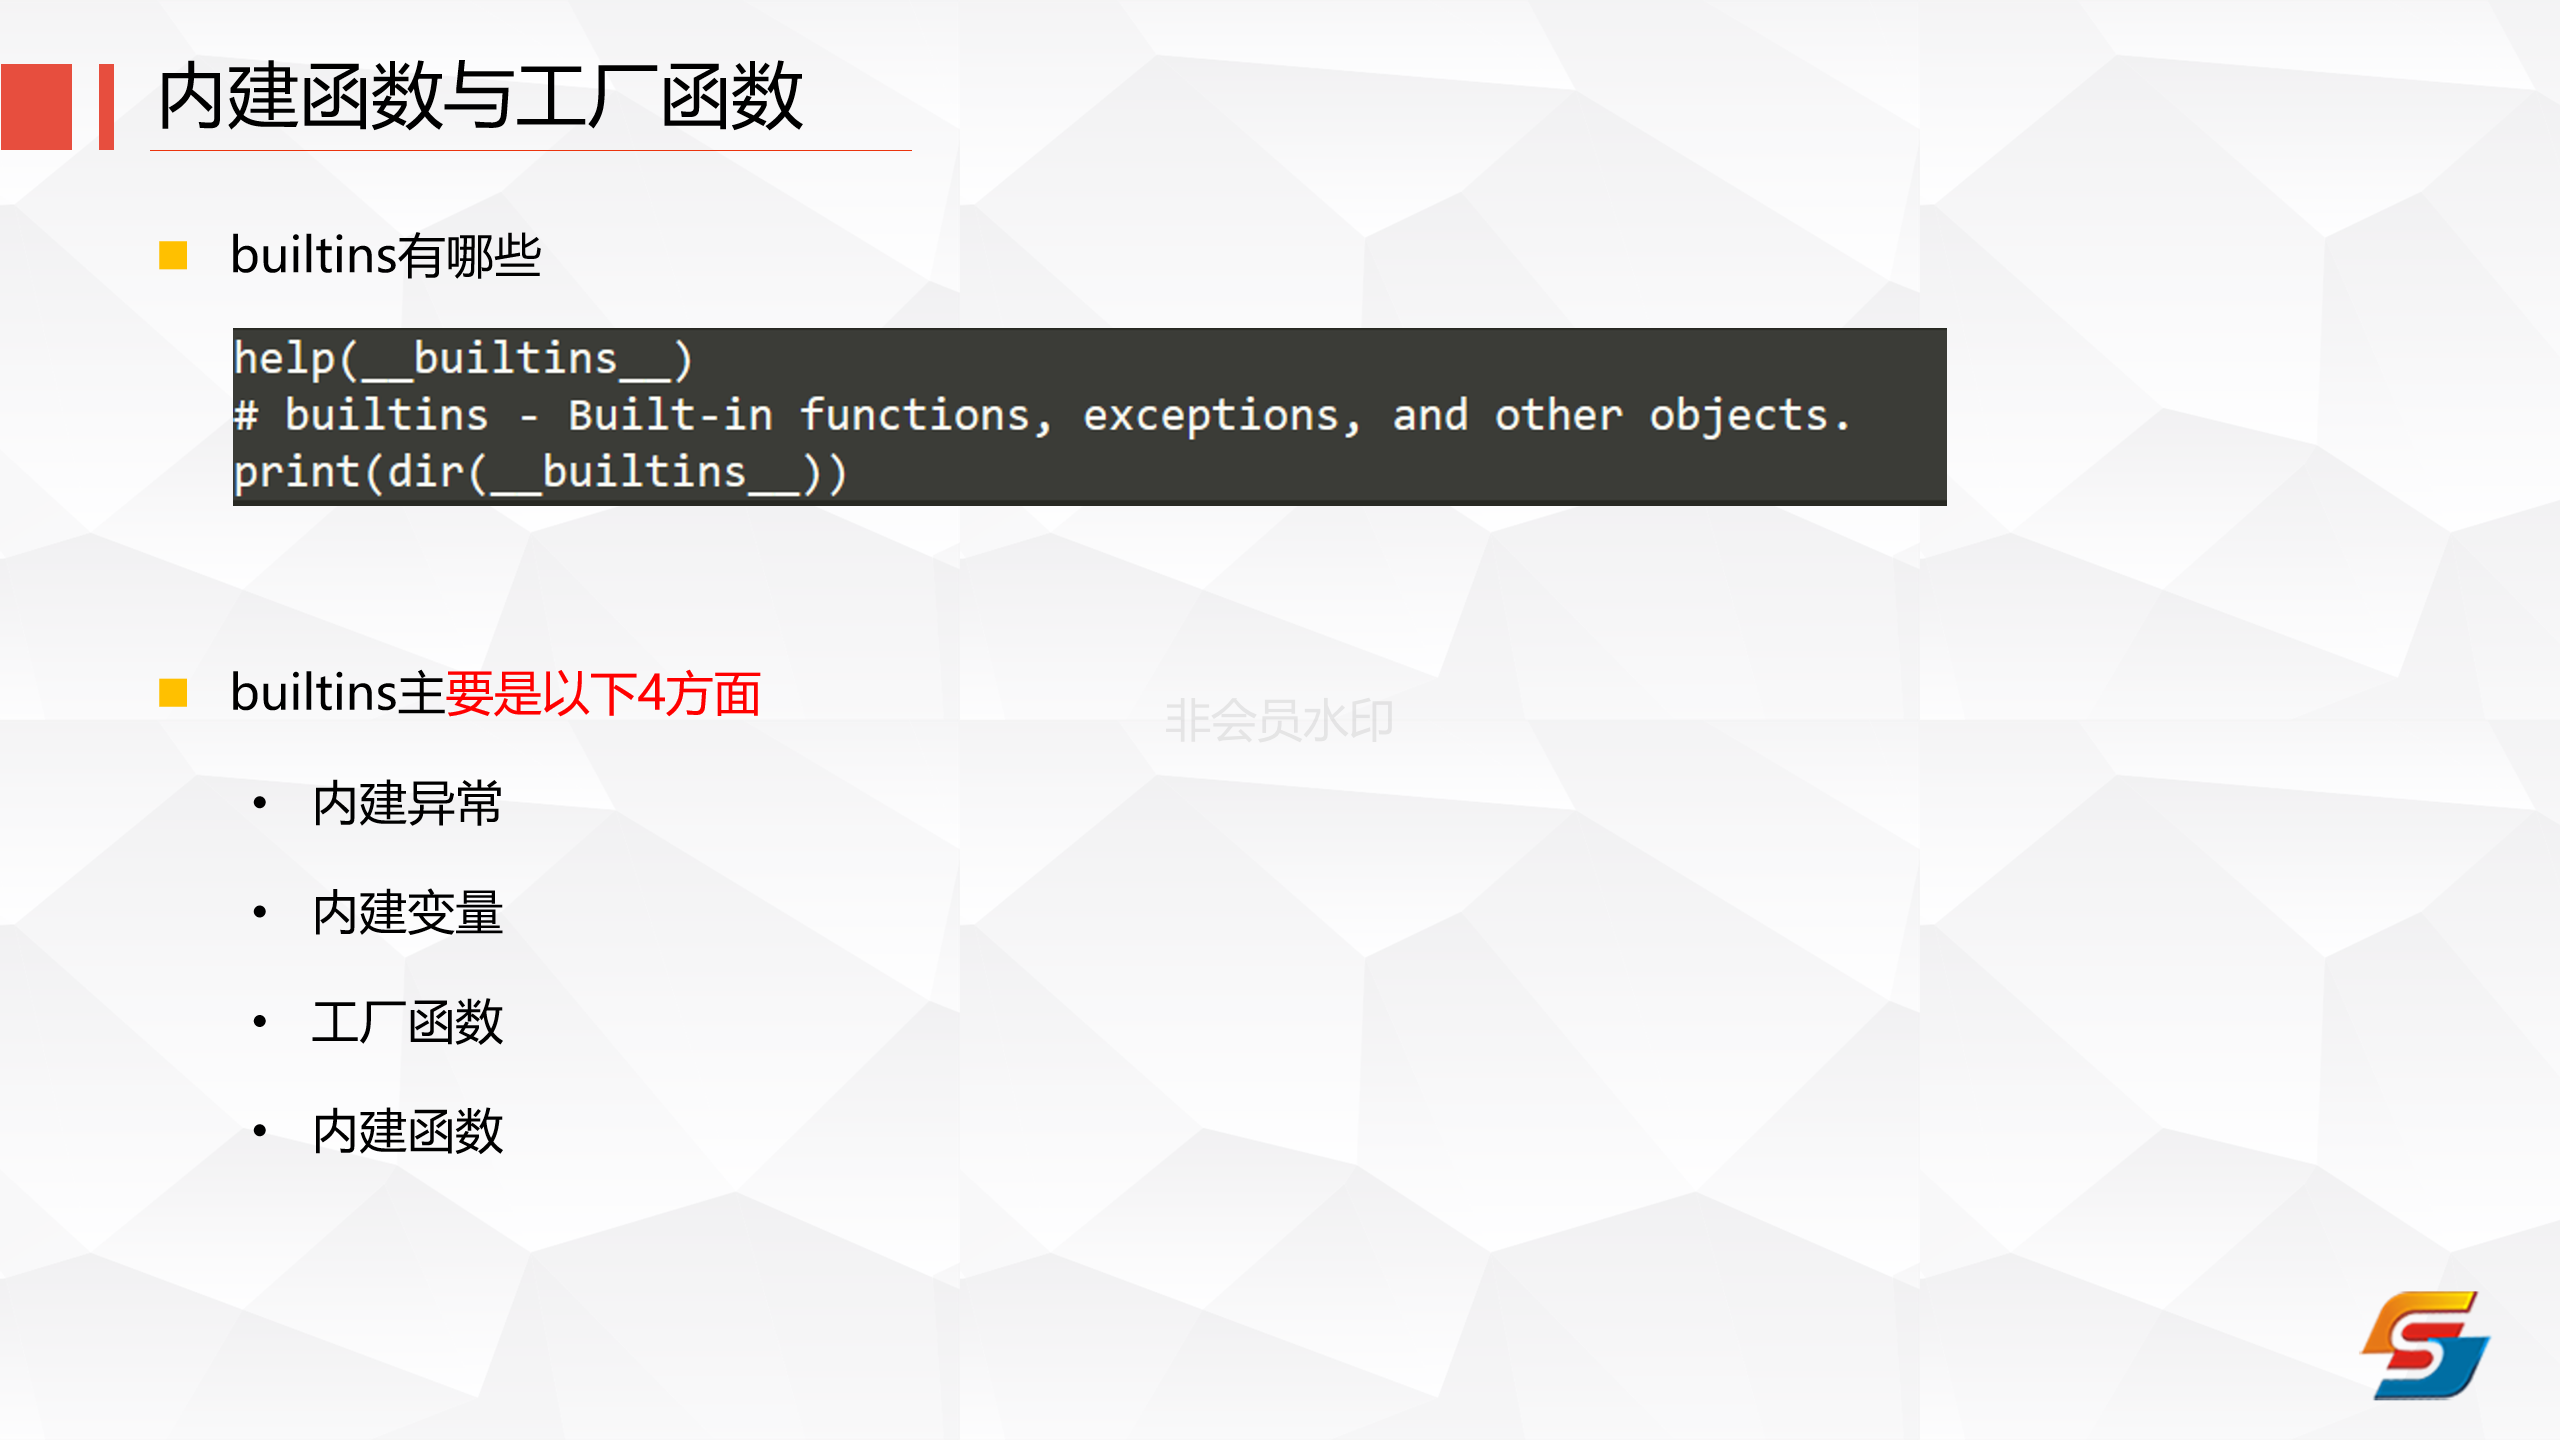 内建函数与工厂函数
builtins有哪些
help(__builtins__)
# builtins - Built-in functions, exceptions, and other objects.
print(dir(__builtins__))
builtins主要是以下4方面
非会员水印
• 内建异常
• 内建变量
• 工厂函数
• 内建函数